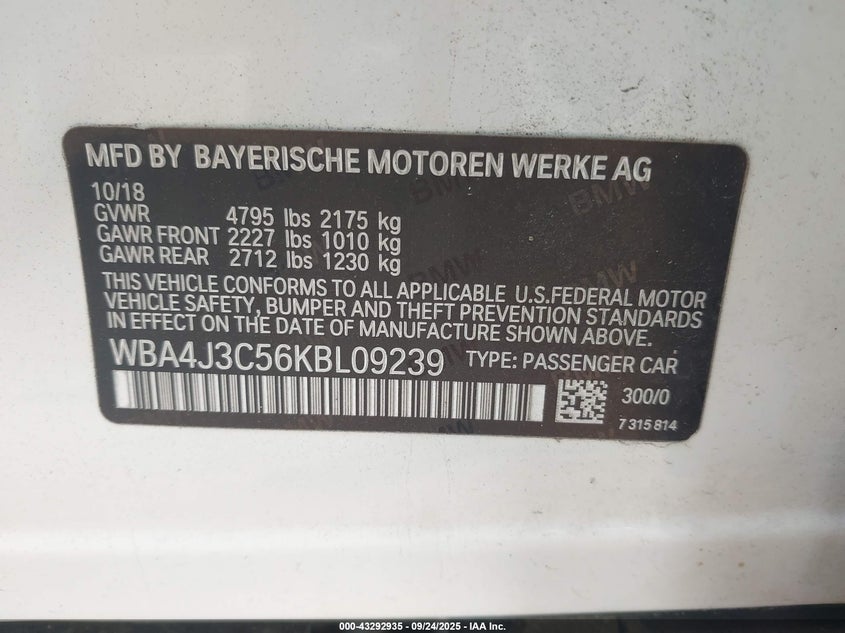 MFD BY BAYERISCHE MOTOREN WERKE AG
10/18
GVWR 4795 lbs 2175 kg
GAWR FRONT 2227 lbs 1010 kg
GAWR REAR 2712 lbs 1230 kg
THIS VEHICLE CONFORMS TO ALL APPLICABLE U.S.FEDERAL MOTOR
VEHICLE SAFETY, BUMPER AND THEFT PREVENTION STANDARDS
IN EFFECT ON THE DATE OF MANUFACTURE SHOWN ABOVE.
WBA4J3C56KBL09239 TYPE: PASSENGER CAR
300/0
7 315 814
000-43292935 - 09/24/2025 - IAA Inc.